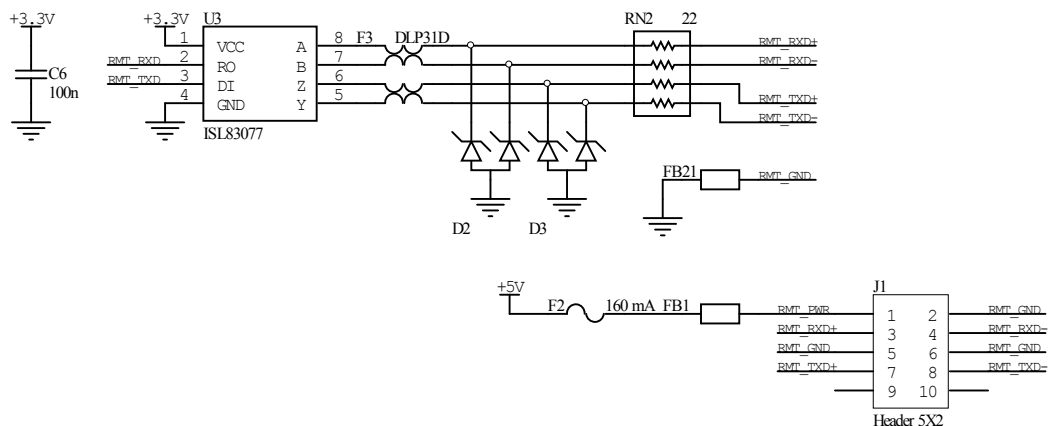 +3.3V
C6
100n
+3.3V
U3
1 VCC A 8
RMT_RXD 2 RO B 7
RMT_TXD 3 DI Z 6
4 GND Y 5
ISL83077
F3 DLP31D
RN2 22
RMT_RXD+
RMT_RXD-
RMT_TXD+
RMT_TXD-
FB21 RMT_GND
D2 D3
+5V
F2 160 mA FB1
J1
RMT_PWR 1 2 RMT_GND
RMT_RXD+ 3 4 RMT_RXD-
RMT_GND 5 6 RMT_GND
RMT_TXD+ 7 8 RMT_TXD-
9 10
Header 5X2